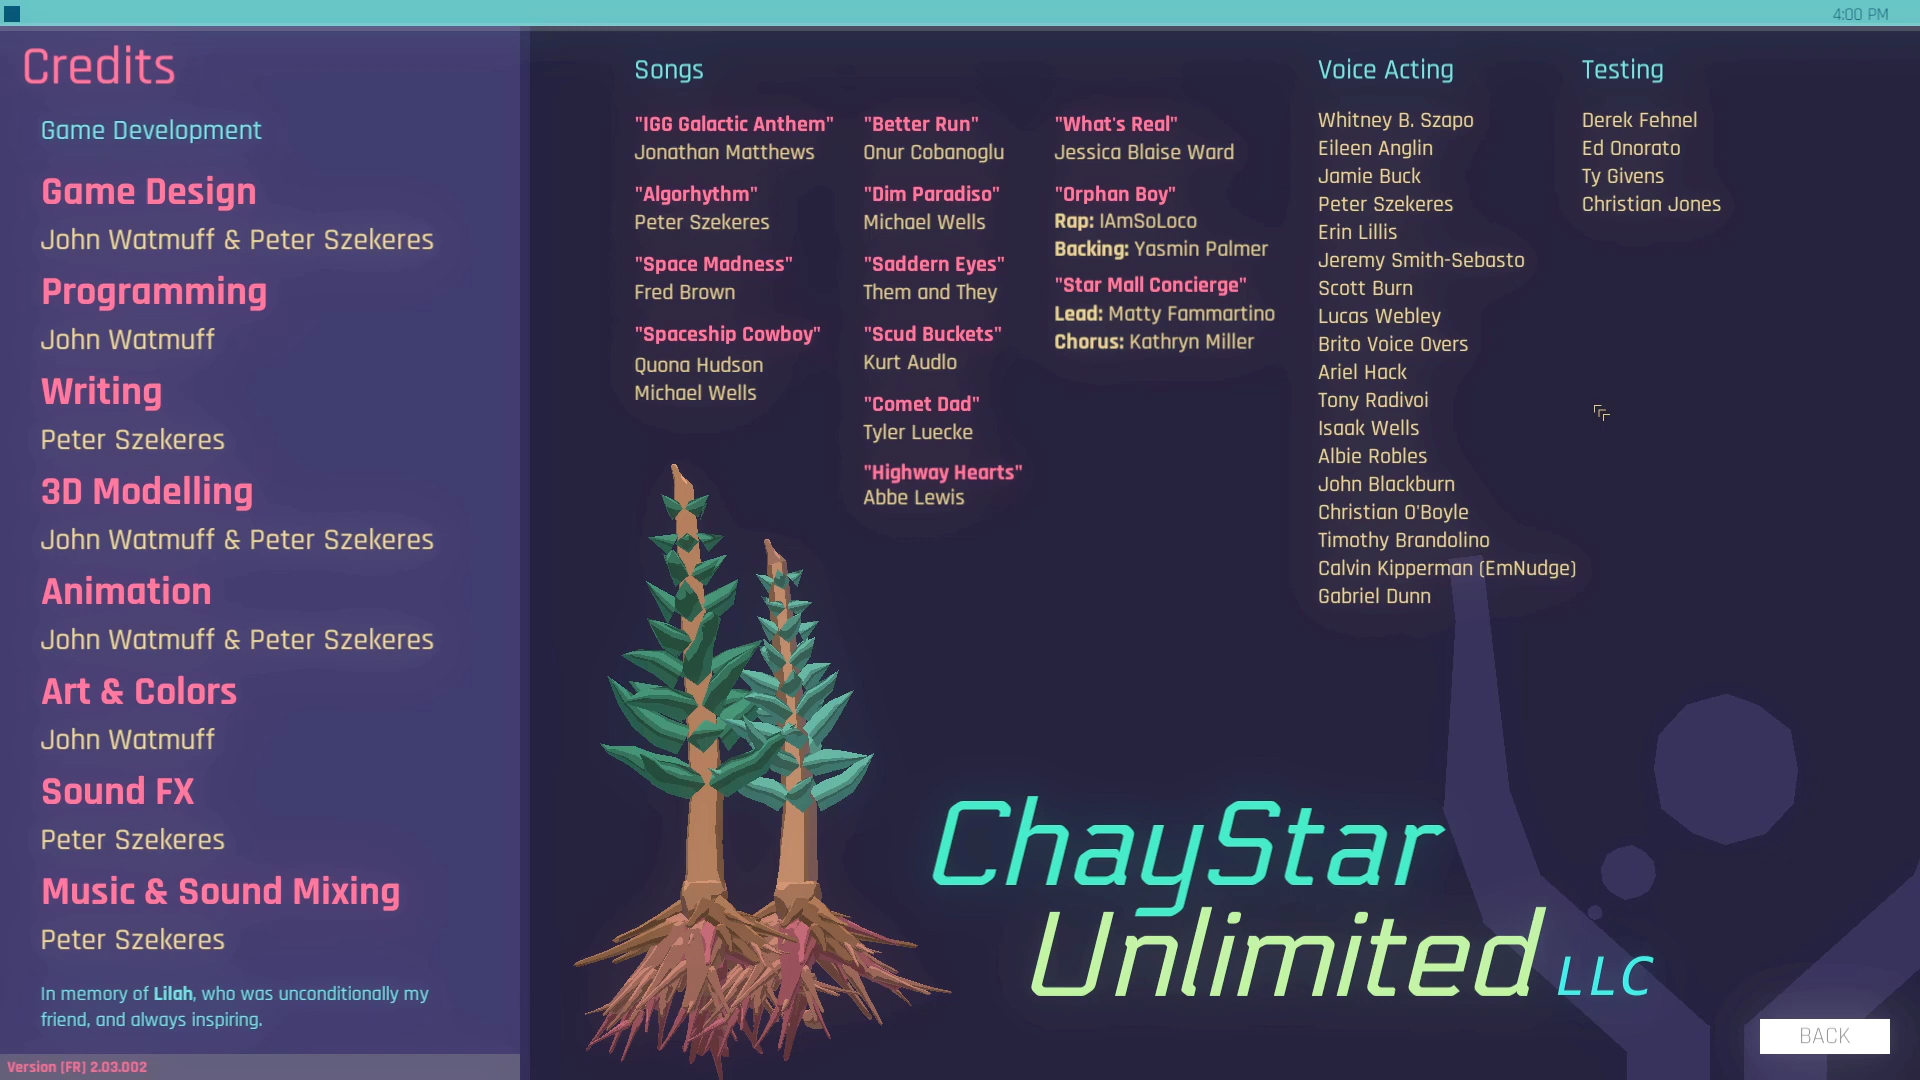 4:00 PM
Credits
Game Development
Game Design
John Watmuff & Peter Szekeres
Programming
John Watmuff
Writing
Peter Szekeres
3D Modelling
John Watmuff & Peter Szekeres
Animation
John Watmuff & Peter Szekeres
Art & Colors
John Watmuff
Sound FX
Peter Szekeres
Music & Sound Mixing
Peter Szekeres
In memory of Lilah, who was unconditionally my
friend, and always inspiring.
Version [FR] 2.03.002
Songs
"IGG Galactic Anthem"
Jonathan Matthews
"Algorhythm"
Peter Szekeres
"Space Madness"
Fred Brown
"Spaceship Cowboy"
Quona Hudson
Michael Wells
"Better Run"
Onur Cobanoglu
"Dim Paradiso"
Michael Wells
"Saddern Eyes"
Them and They
"Scud Buckets"
Kurt Audlo
"Comet Dad"
Tyler Luecke
"Highway Hearts"
Abbe Lewis
"What's Real"
Jessica Blaise Ward
"Orphan Boy"
Rap: IAmSoLoco
Backing: Yasmin Palmer
"Star Mall Concierge"
Lead: Matty Fammartino
Chorus: Kathryn Miller
Voice Acting
Whitney B. Szapo
Eileen Anglin
Jamie Buck
Peter Szekeres
Erin Lillis
Jeremy Smith-Sebasto
Scott Burn
Lucas Webley
Brito Voice Overs
Ariel Hack
Tony Radivoi
Isaak Wells
Albie Robles
John Blackburn
Christian O'Boyle
Timothy Brandolino
Calvin Kipperman (EmNudge)
Gabriel Dunn
Testing
Derek Fehnel
Ed Onorato
Ty Givens
Christian Jones
ChayStar
Unlimited LLC
BACK